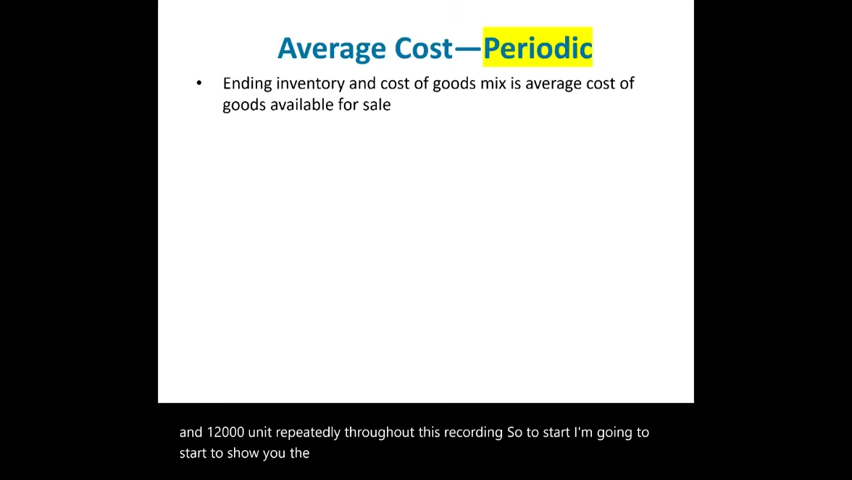 Average Cost—Periodic
• Ending inventory and cost of goods mix is average cost of
goods available for sale
and 12000 unit repeatedly throughout this recording So to start I'm going to
start to show you the